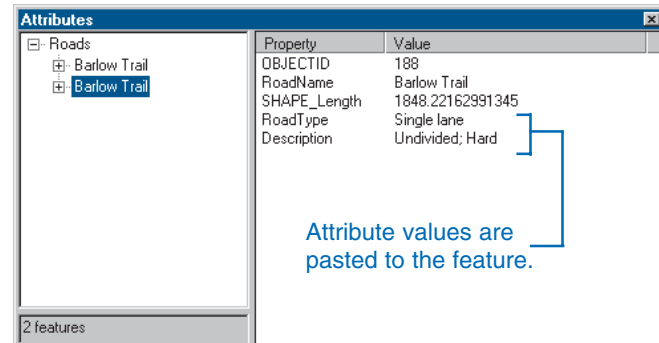 Attributes
Roads
Barlow Trail
Barlow Trail
2 features
Property Value
OBJECTID 188
RoadName Barlow Trail
SHAPE_Length 1848.22162991345
RoadType Single lane
Description Undivided; Hard
Attribute values are
pasted to the feature.